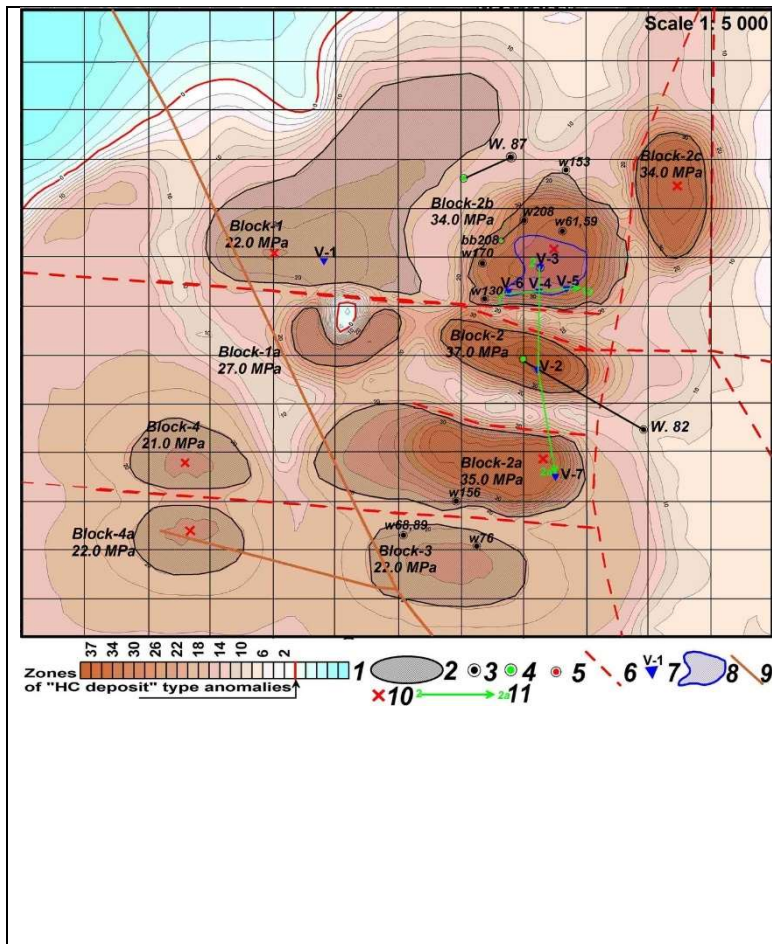 Scale 1: 5 000
W. 87
w153
Block-2c
34.0 MPa
Block-2b
34.0 MPa
w208
w61,59
Block-1
22.0 MPa
bb208
w170
V-1
V-3
V-6
V-4
V-5
w130
Block-2
37.0 MPa
Block-1a
27.0 MPa
V-2
W. 82
Block-4
21.0 MPa
Block-2a
35.0 MPa
V-7
w156
Block-4a
22.0 MPa
w68,89
w76
Block-3
22.0 MPa
37 34 30 26 22 18 14 10 6 2
Zones
of "HC deposit" type anomalies
1 2 3 4 5 6 V-1 7 8 9
10 2 2a 11